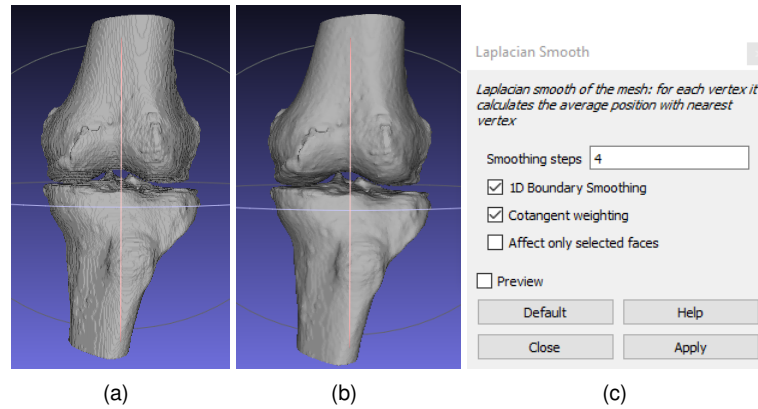 Laplacian Smooth
Laplacian smooth of the mesh: for each vertex it
calculates the average position with nearest
vertex
Smoothing steps 4
1D Boundary Smoothing
Cotangent weighting
Affect only selected faces
Preview
Default Help
Close Apply
(a) (b) (c)